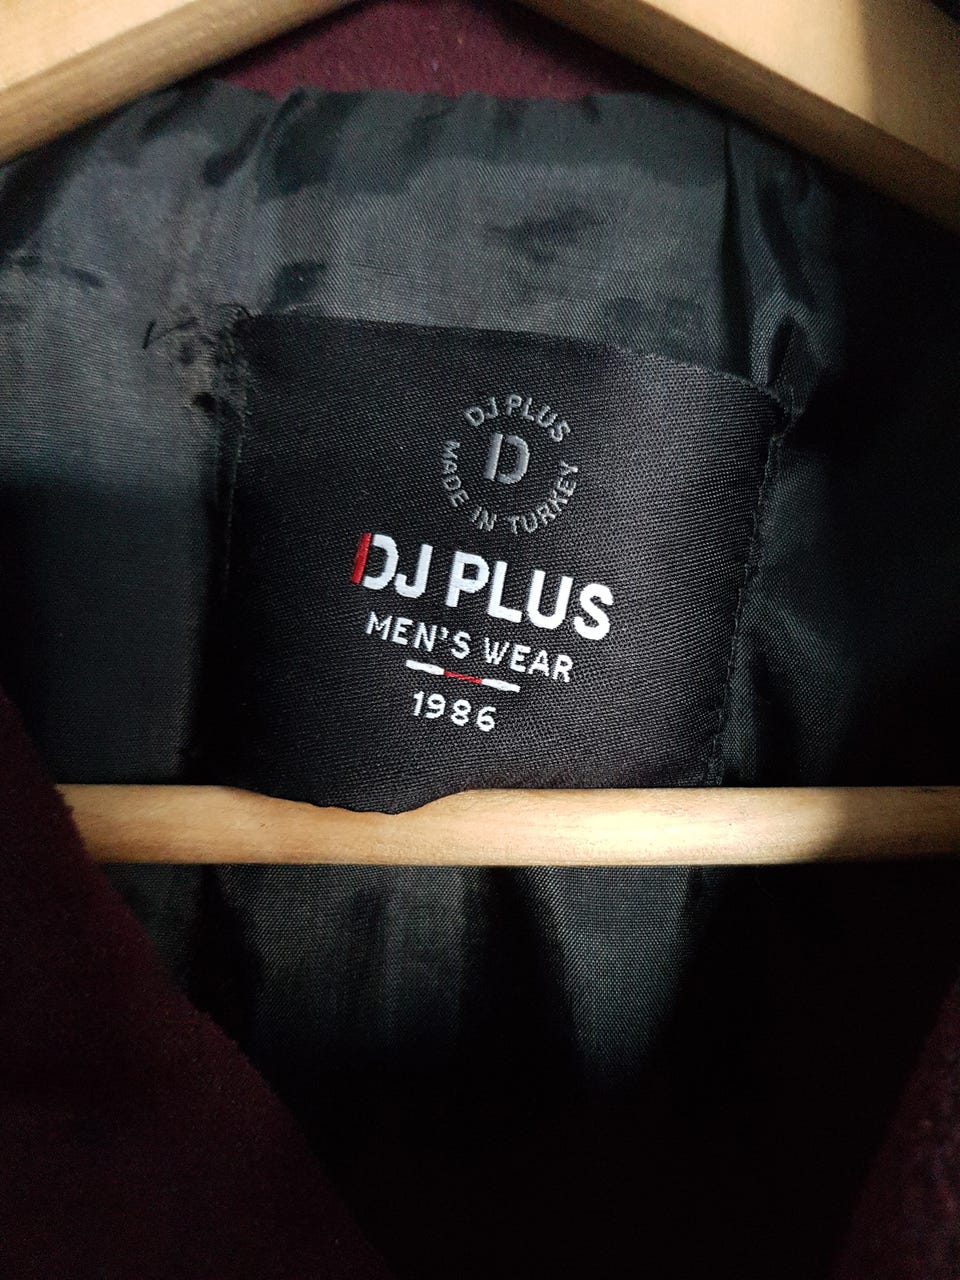 DJ PLUS
D
MADE IN TURKEY
DJ PLUS
MEN'S WEAR
1986